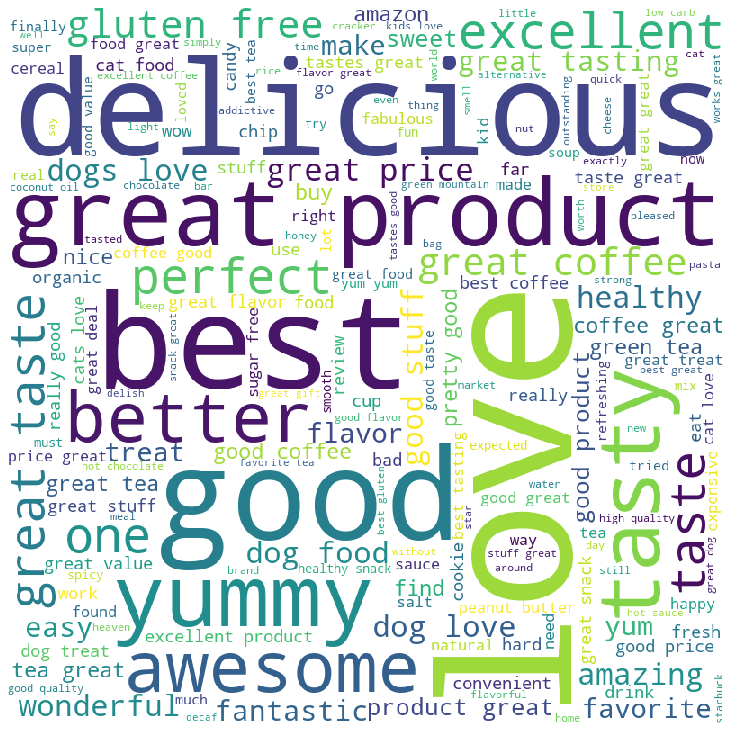 gluten free
amazon
little
low carb
finally
well
super
cracker
kids love
simply
time
food great
make
sweet
excellent
cereal
cat food
excellent coffee
candy
best tea
tastes great
flavor great
world
great tasting
alternative
cat
delicious
good value
say
light
loved
wow
addictive
rice
chip
go
try
even
fabulous
fun
thing
smell
kid
nut
quick
outstanding
cheese
exactly
great great
now
works great
real
coconut oil
dogs love
chocolate
stuff
bar
great price
green mountain
far
made
soup
taste great
store
buy
right
honey
lot
tastes good
bag
worth
pleased
great product
tasted
nice
organic
coffee good
perfect
use
great food
yum yum
great coffee
best coffee
pasta
strong
healthy
keep
great flavor
food
best
cats love
great deal
really good
snack great
sugar free
review
smooth
good stuff
good taste
pretty good
love
really
good product
coffee great
green tea
great treat
best great
refreshing
mix
cat love
eat
new
expensive
great taste
delish
great gift
cup
good flavor
market
better
flavor
must
price great
treat
good coffee
bad
favorite tea
expected
best tasting
tasty
taste
tried
hot chocolate
great tea
great stuff
meal
good
best gluten
good great
water
high quality
star
way
stuff great
around
tea
day
great dog
one
great value
spicy
work
dog food
brand
healthy snack
sauce
without
find
cookie
still
found
salt
peanut butter
happy
hot sauce
easy
heaven
yummy
excellent product
dog love
natural
hard
need
great snack
yum
fresh
dog treat
tea great
good price
good quality
awesome
convenient
flavorful
amazing
drink
starbuck
wonderful
much
decaf
fantastic
product great
home
favorite